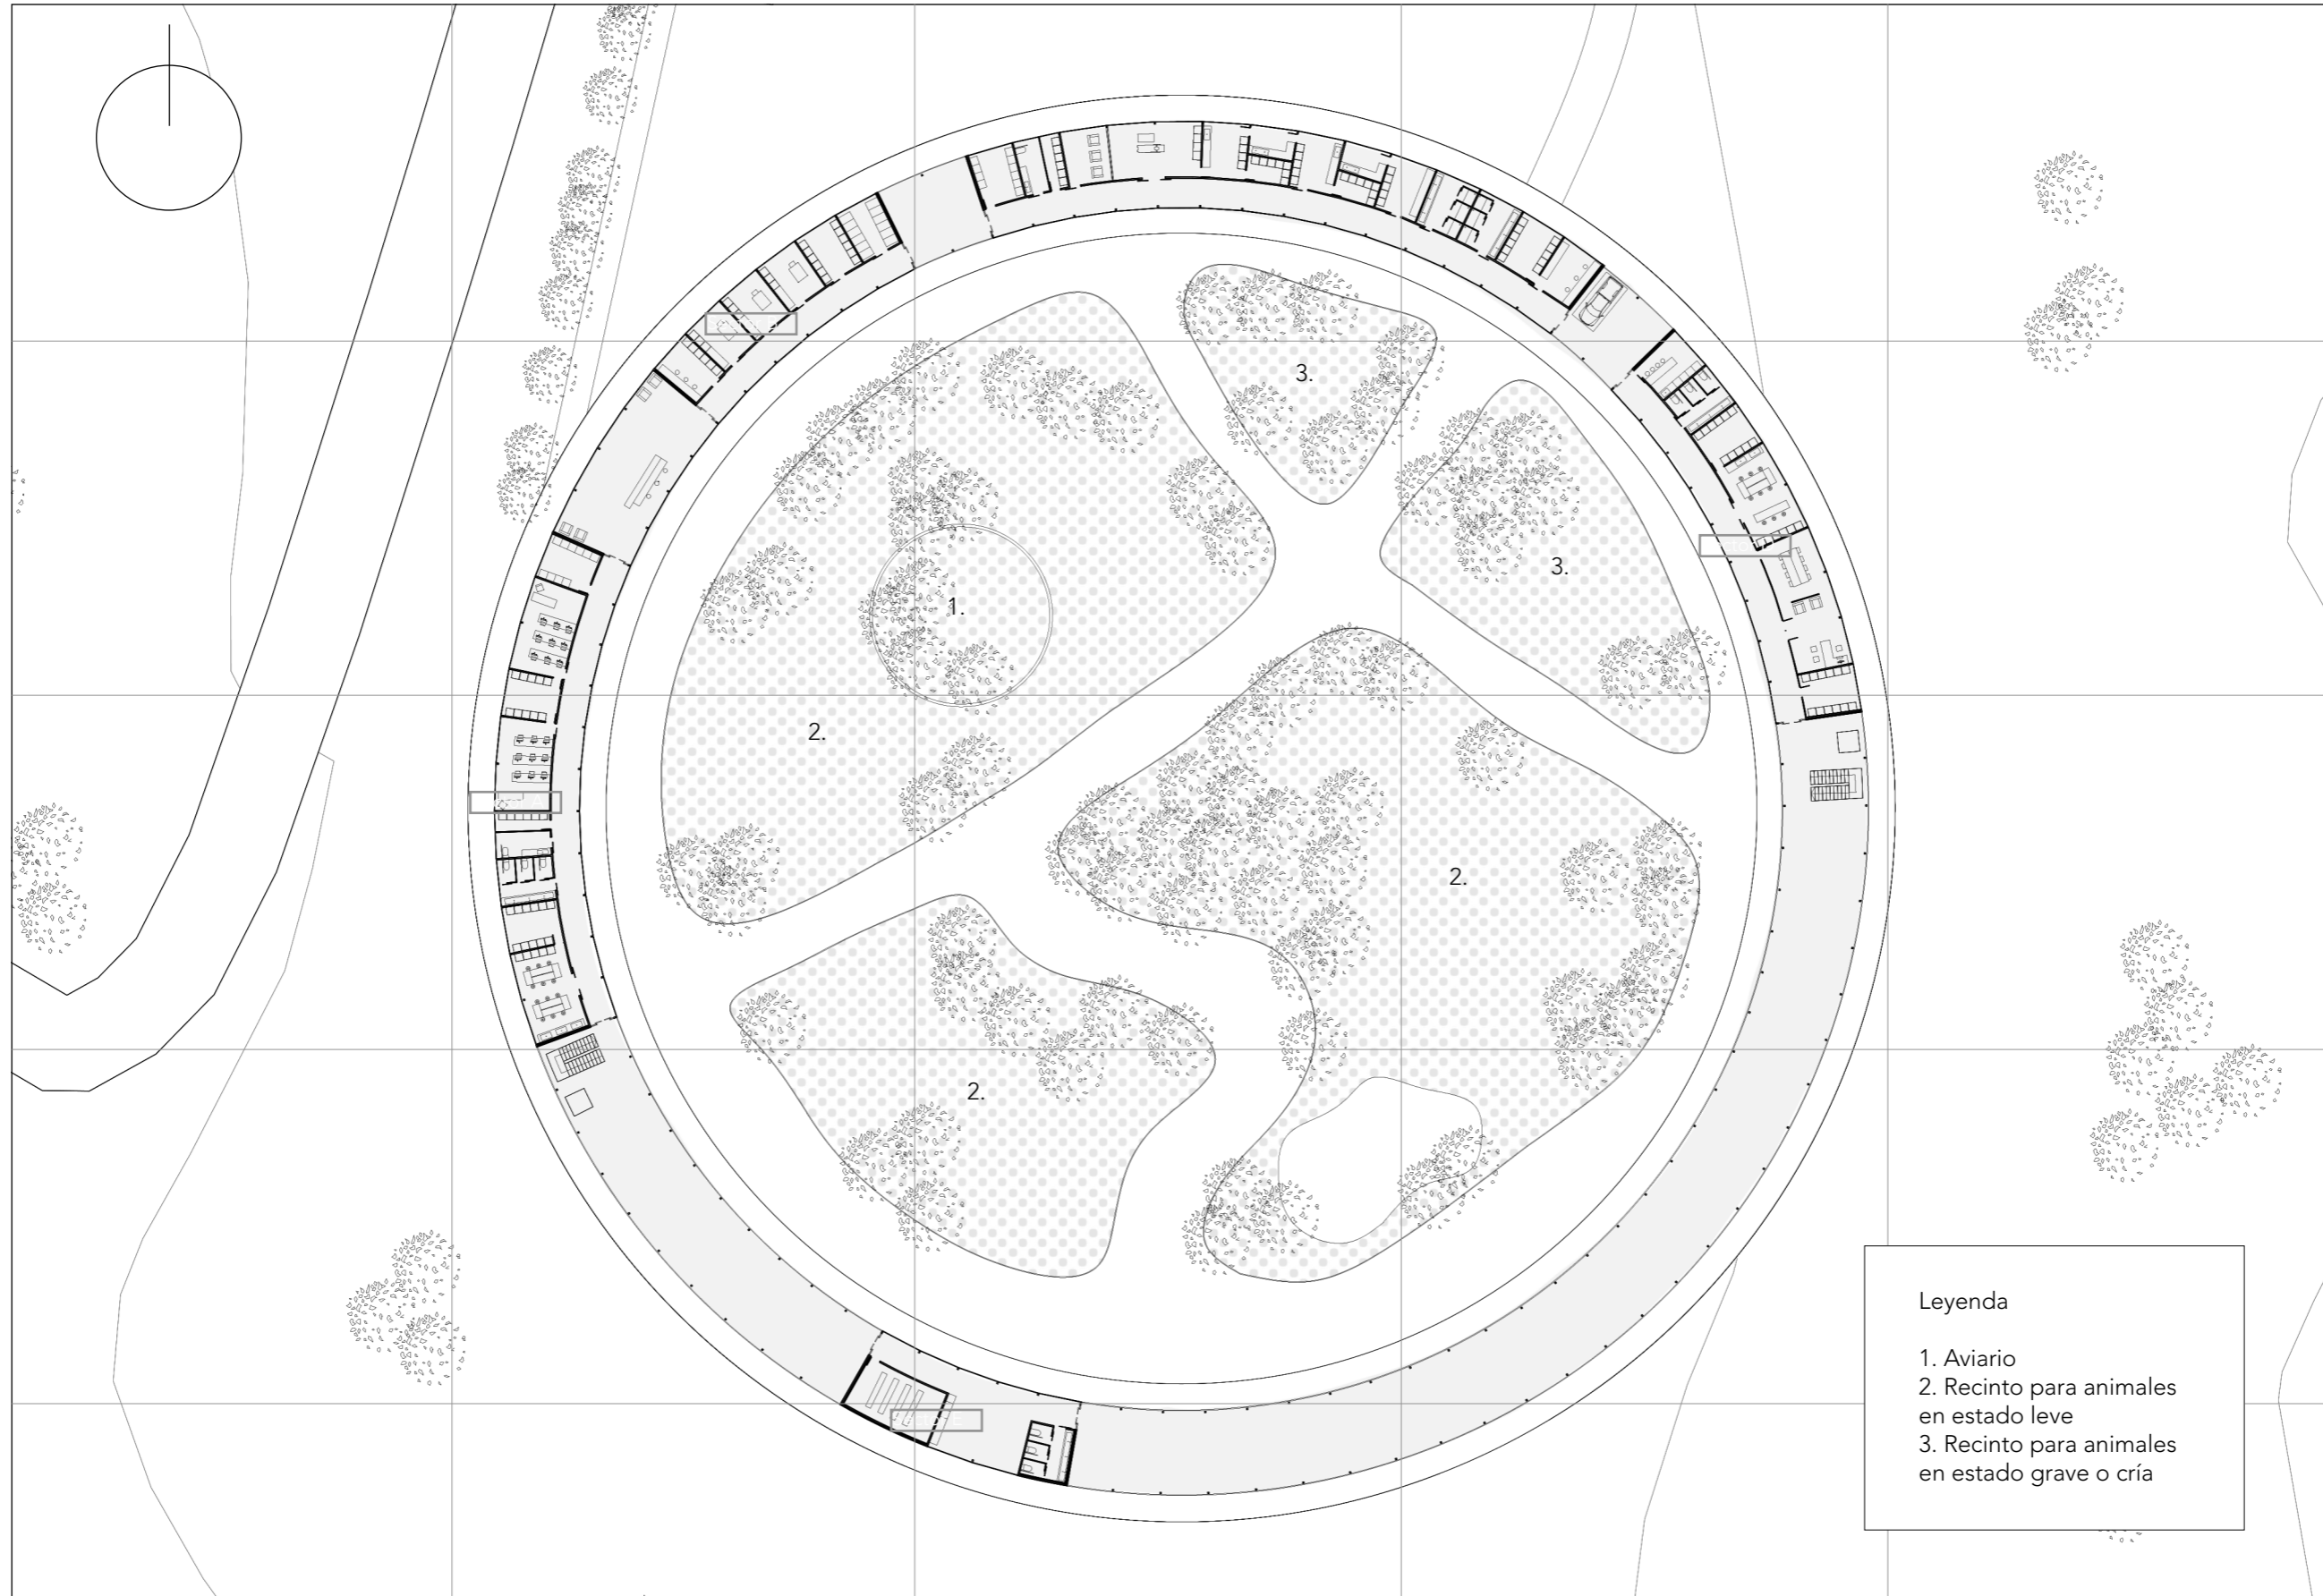 3.
3.
1.
2.
2.
2.
Leyenda
1. Aviario
2. Recinto para animales
en estado leve
3. Recinto para animales
en estado grave o cría